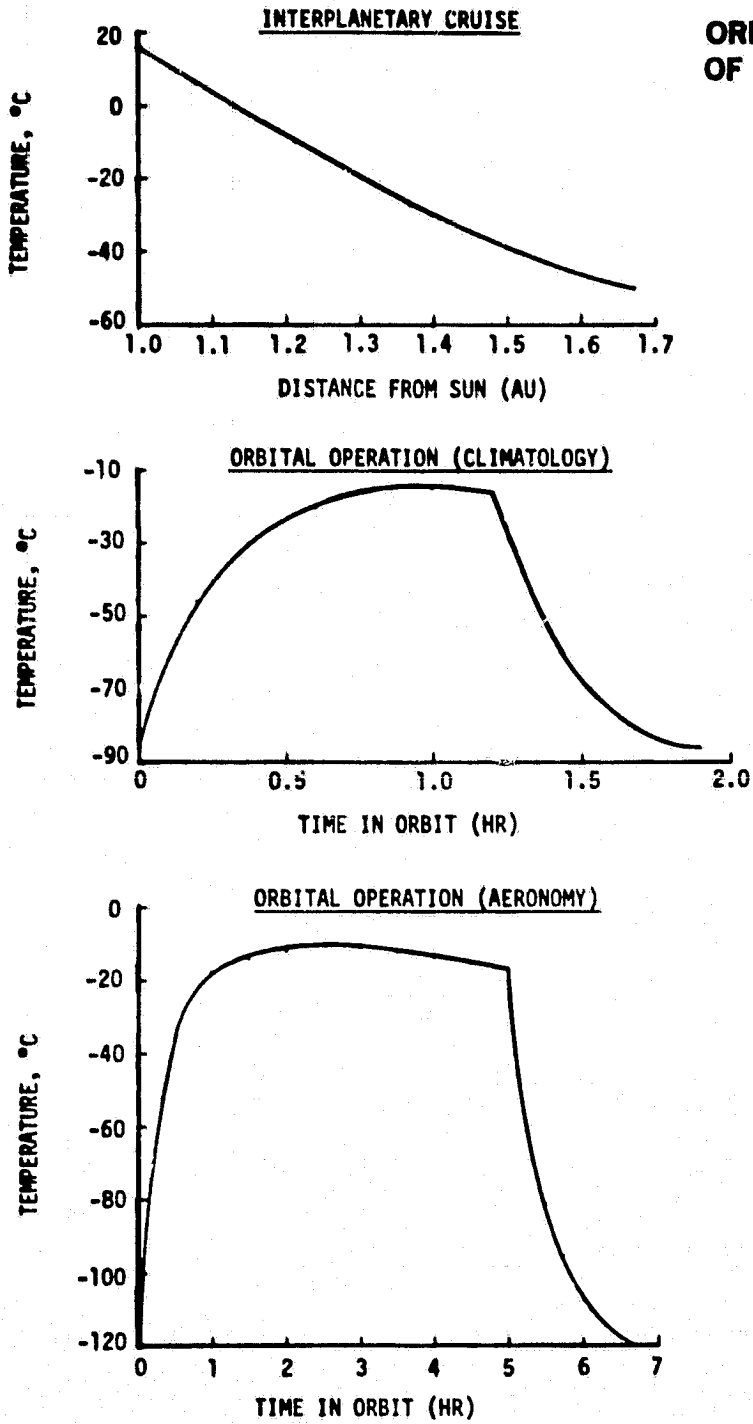 INTERPLANETARY CRUISE
ORI
OF
TEMPERATURE, °C
20
0
-20
-40
-60
1.0 1.1 1.2 1.3 1.4 1.5 1.6 1.7
DISTANCE FROM SUN (AU)
ORBITAL OPERATION (CLIMATOLOGY)
TEMPERATURE, °C
-10
-30
-50
-70
-90
0 0.5 1.0 1.5 2.0
TIME IN ORBIT (HR)
ORBITAL OPERATION (AERONOMY)
TEMPERATURE, °C
0
-20
-40
-60
-80
-100
-120
0 1 2 3 4 5 6 7
TIME IN ORBIT (HR)